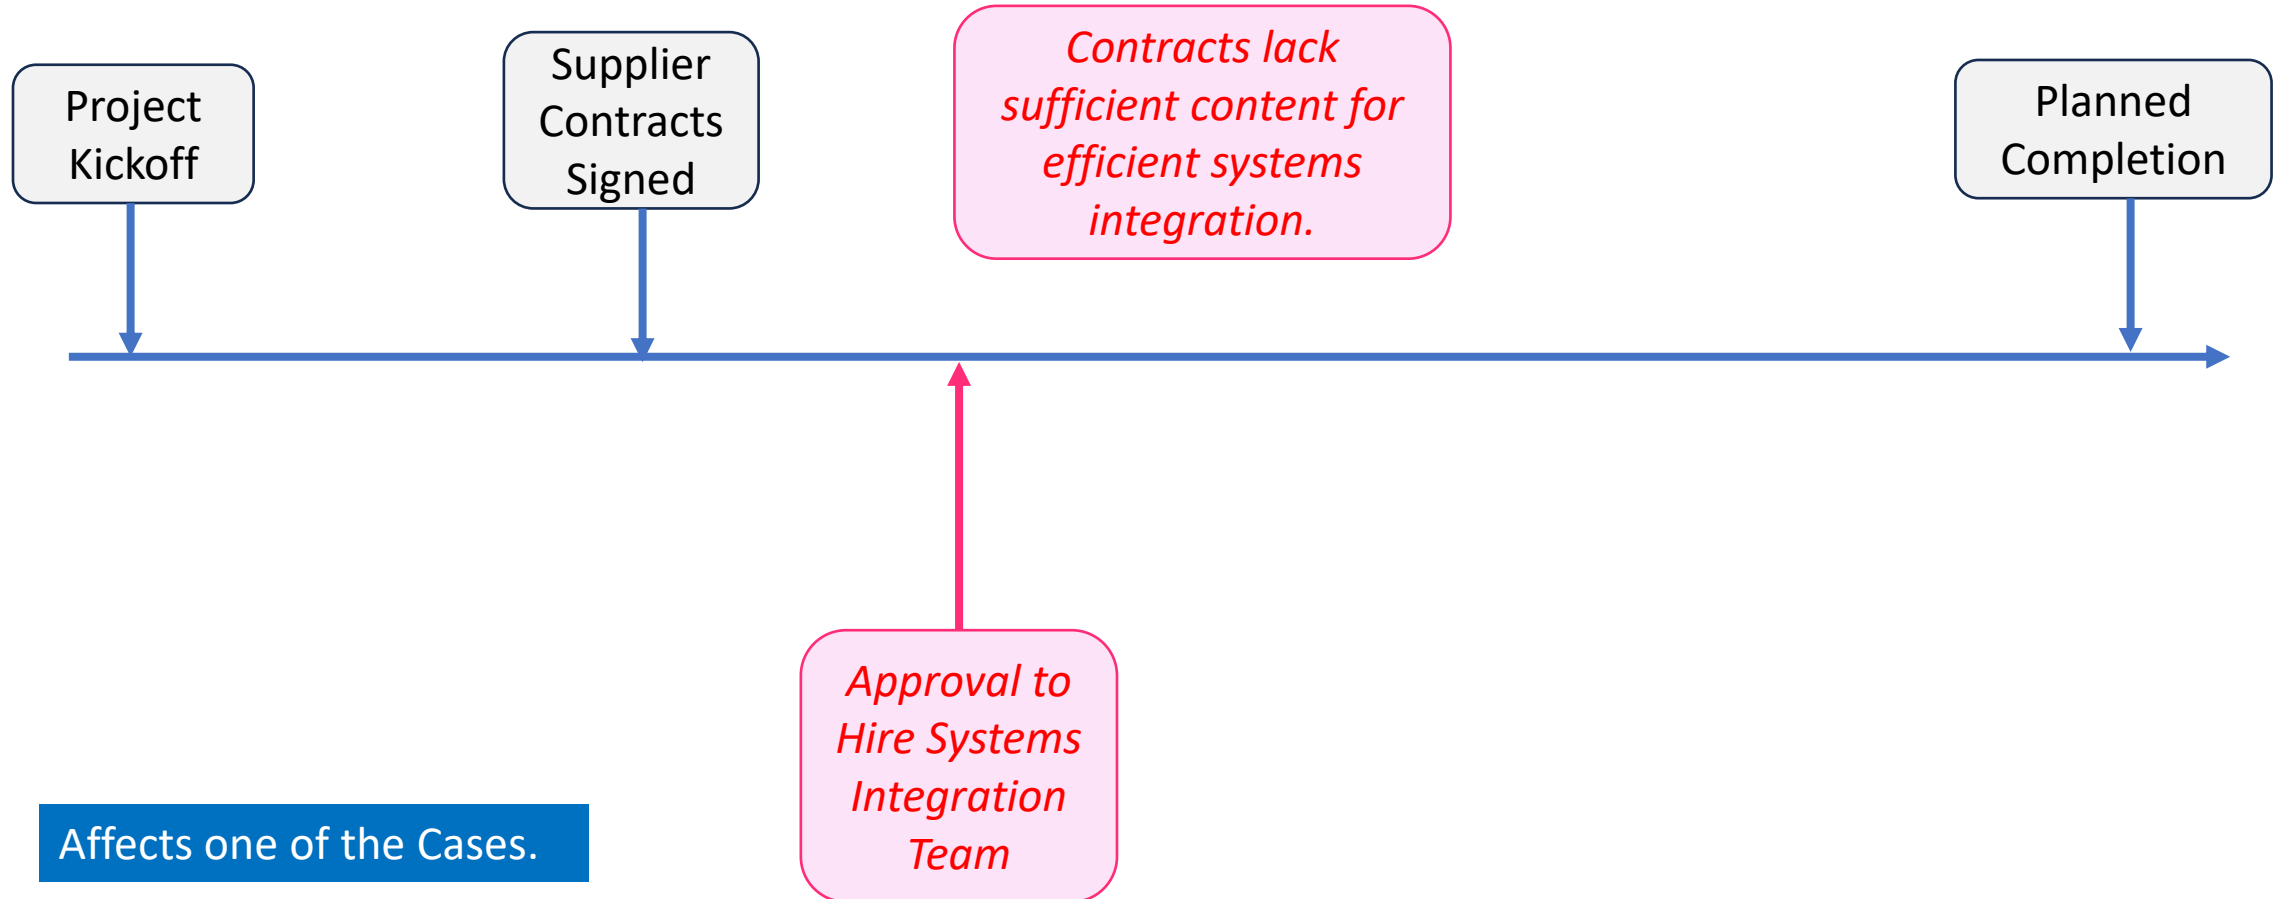 Project
Kickoff
Supplier
Contracts
Signed
Contracts lack
sufficient content for
efficient systems
integration.
Planned
Completion
Approval to
Hire Systems
Integration
Team
Affects one of the Cases.